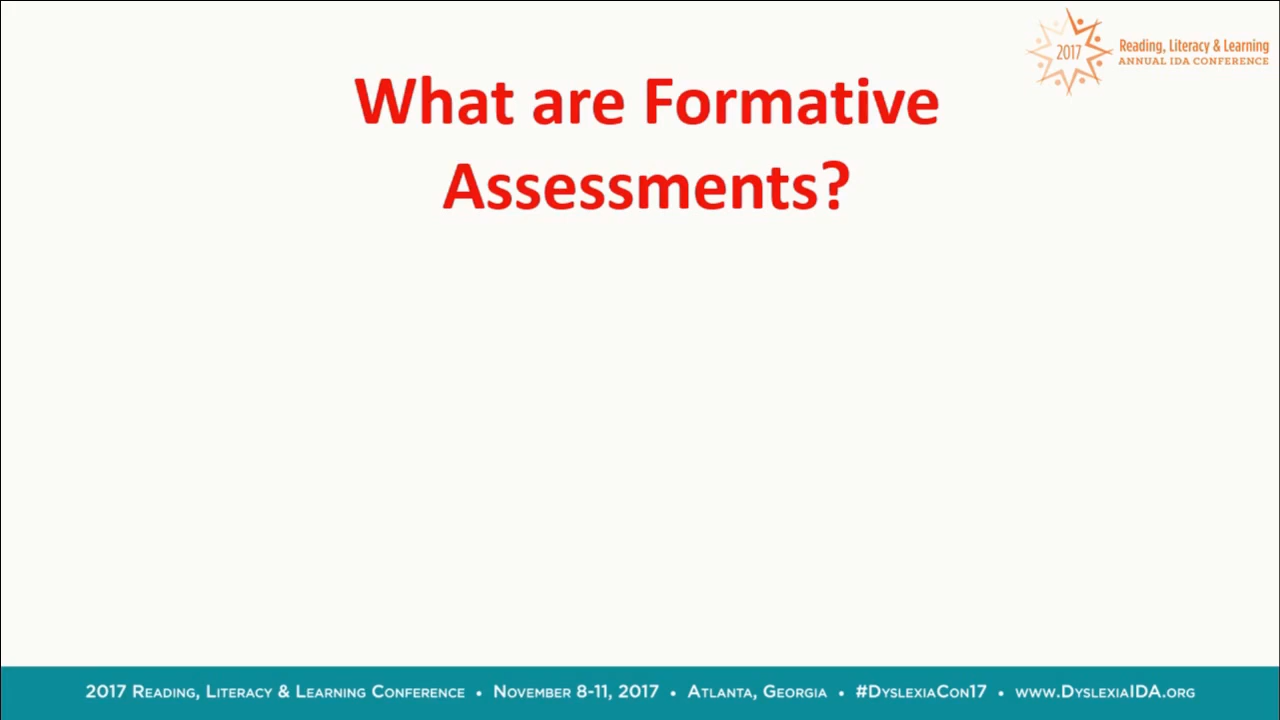 2017
Reading, Literacy & Learning
ANNUAL IDA CONFERENCE
What are Formative
Assessments?
2017 Reading, Literacy & Learning Conference • November 8-11, 2017 • Atlanta, Georgia • #DyslexiaCon17 • www.DyslexiaIDA.org